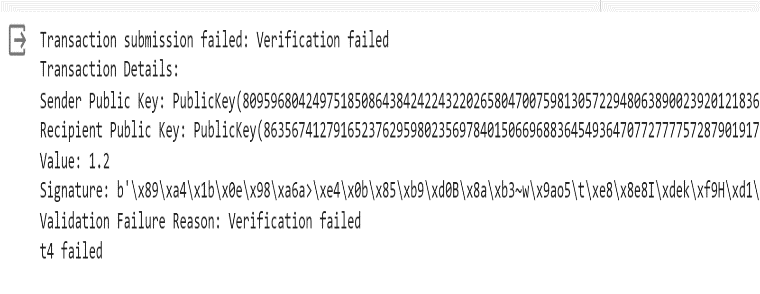 Transaction submission failed: Verification failed
Transaction Details:
Sender Public Key: PublicKey(80959680424975185086438424224322026580470075981305722948063890023920121836
Recipient Public Key: PublicKey(8635674127916523762959802356978401506696883645493647077277757287901917
Value: 1.2
Signature: b'\x89\xa4\x1b\x0e\x98\xa6a>\xe4\x0b\x85\xb9\xd0B\x8a\xb3~w\x9ao5\t\xe8\x8e8I\xdek\xf9H\xd1\
Validation Failure Reason: Verification failed
t4 failed